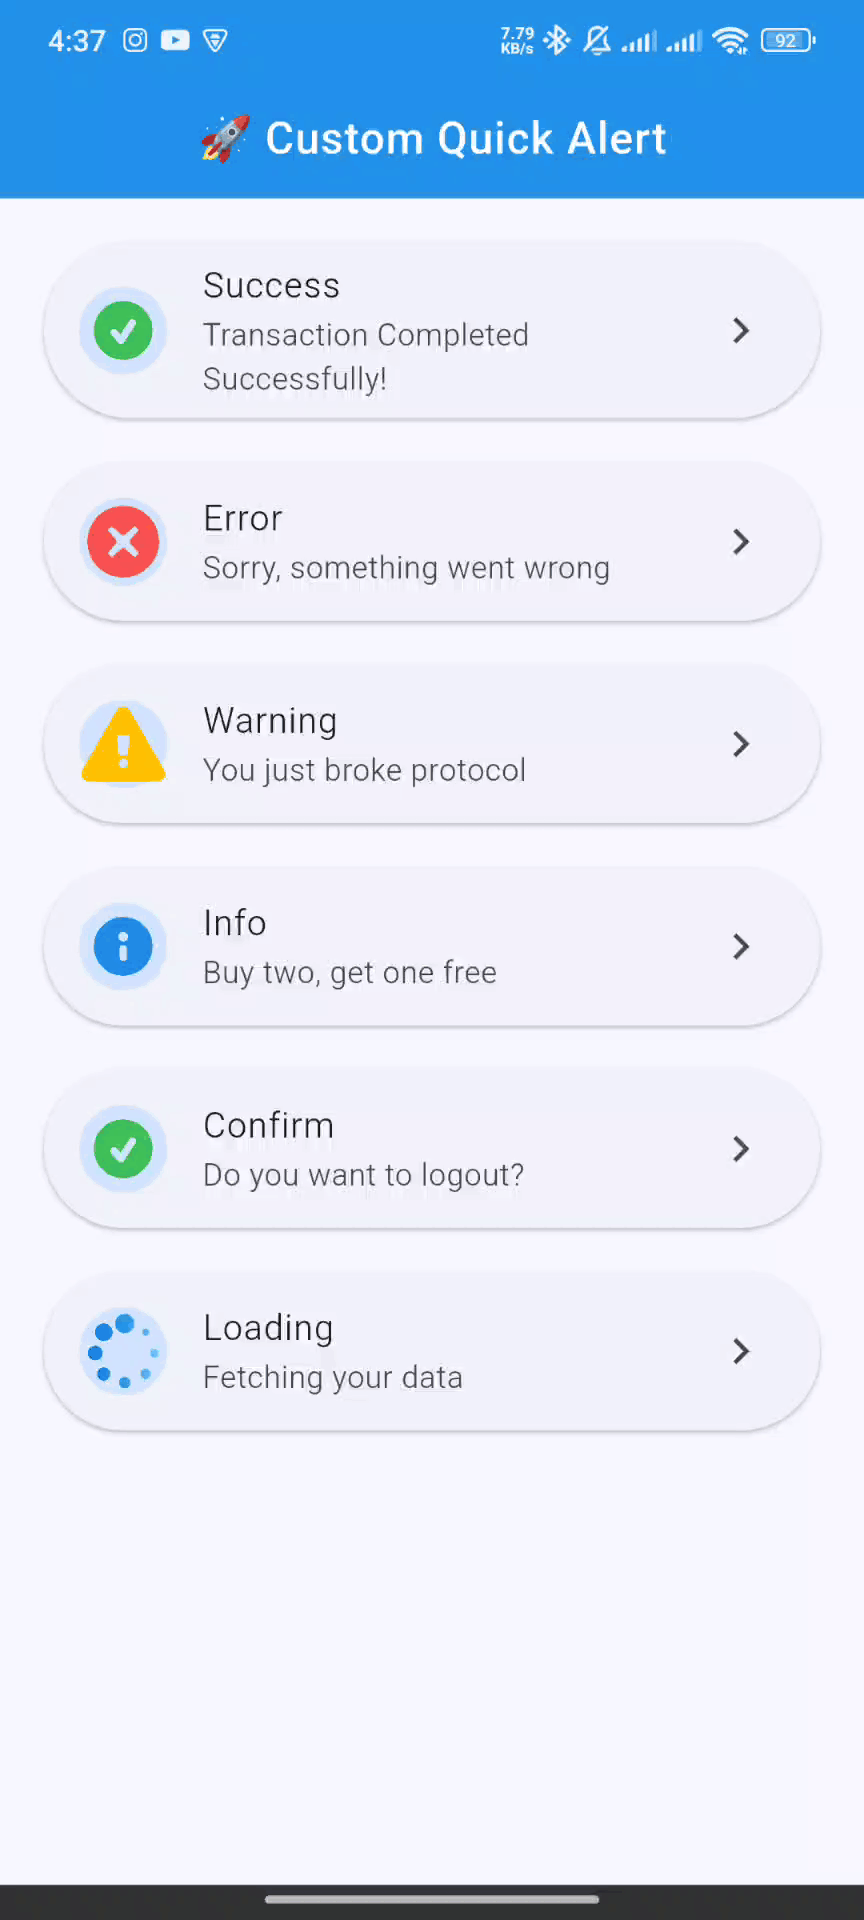 4:37
7.79
KB/s
92
🚀 Custom Quick Alert
Success
Transaction Completed
Successfully!
Error
Sorry, something went wrong
Warning
You just broke protocol
Info
Buy two, get one free
Confirm
Do you want to logout?
Loading
Fetching your data